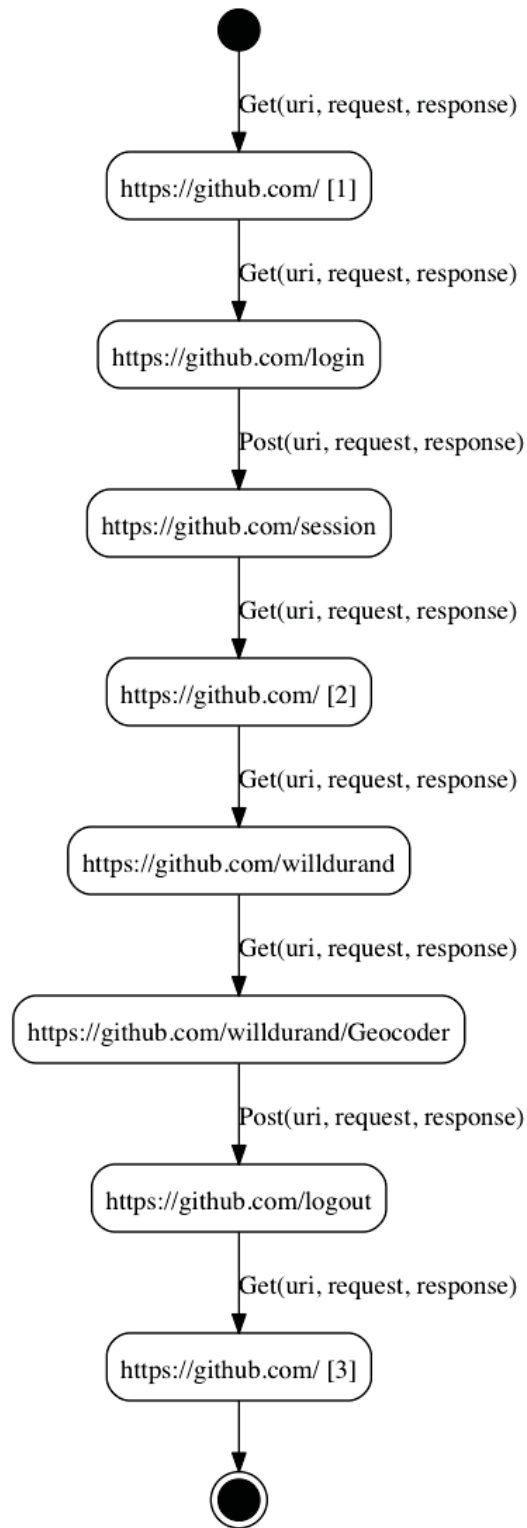 Get(uri, request, response)
https://github.com/ [1]
Get(uri, request, response)
https://github.com/login
Post(uri, request, response)
https://github.com/session
Get(uri, request, response)
https://github.com/ [2]
Get(uri, request, response)
https://github.com/willdurand
Get(uri, request, response)
https://github.com/willdurand/Geocoder
Post(uri, request, response)
https://github.com/logout
Get(uri, request, response)
https://github.com/ [3]